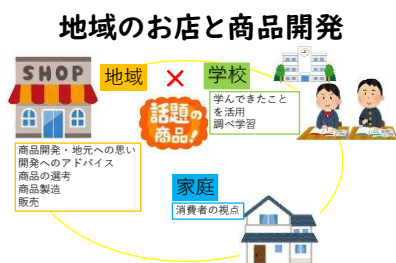 地域のお店と商品開発
SHOP
地域
×
学校
話題の
商品!
学んできたこと
を活用
調べ学習
商品開発・地元への思い
開発へのアドバイス
商品の選考
商品製造
販売
家庭
消費者の視点